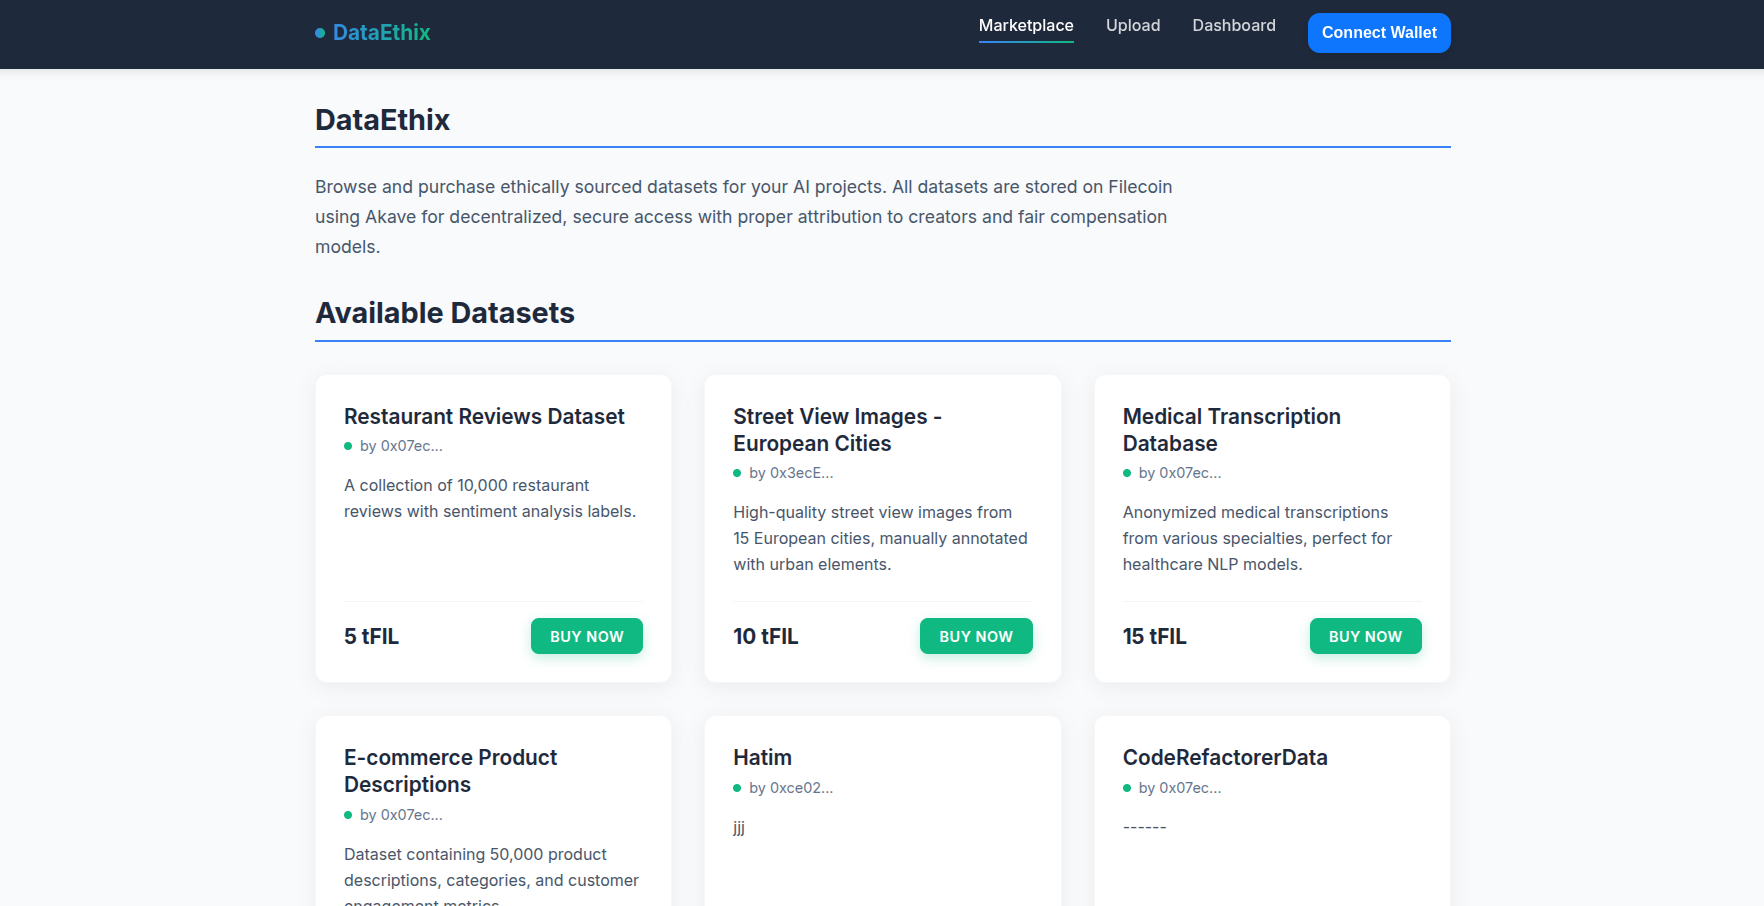 DataEthix
Marketplace
Upload
Dashboard
Connect Wallet
DataEthix
Browse and purchase ethically sourced datasets for your AI projects. All datasets are stored on Filecoin
using Akave for decentralized, secure access with proper attribution to creators and fair compensation
models.
Available Datasets
Restaurant Reviews Dataset
by 0x07ec...
A collection of 10,000 restaurant
reviews with sentiment analysis labels.
5 tFIL
BUY NOW
Street View Images -
European Cities
by 0x3ecE...
High-quality street view images from
15 European cities, manually annotated
with urban elements.
10 tFIL
BUY NOW
Medical Transcription
Database
by 0x07ec...
Anonymized medical transcriptions
from various specialties, perfect for
healthcare NLP models.
15 tFIL
BUY NOW
E-commerce Product
Descriptions
by 0x07ec...
Dataset containing 50,000 product
descriptions, categories, and customer
engagement metrics.
Hatim
by 0xce02...
jjj
CodeRefactorerData
by 0x07ec...
------